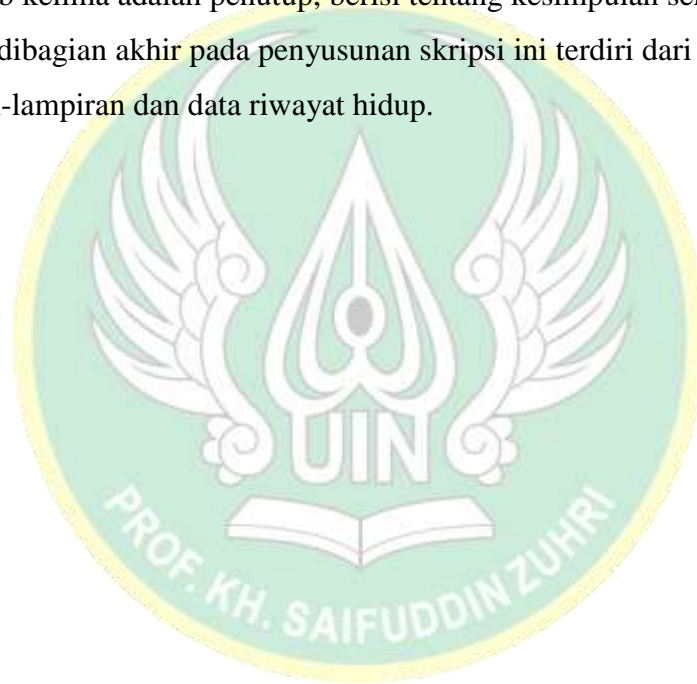 kelima adalah penutup, berisi tentang kesimpulan
dibagian akhir pada penyusunan skripsi ini terdiri dari
-lampiran dan data riwayat hidup.
UIN
PROF. KH. SAIFUDDIN ZUHRI